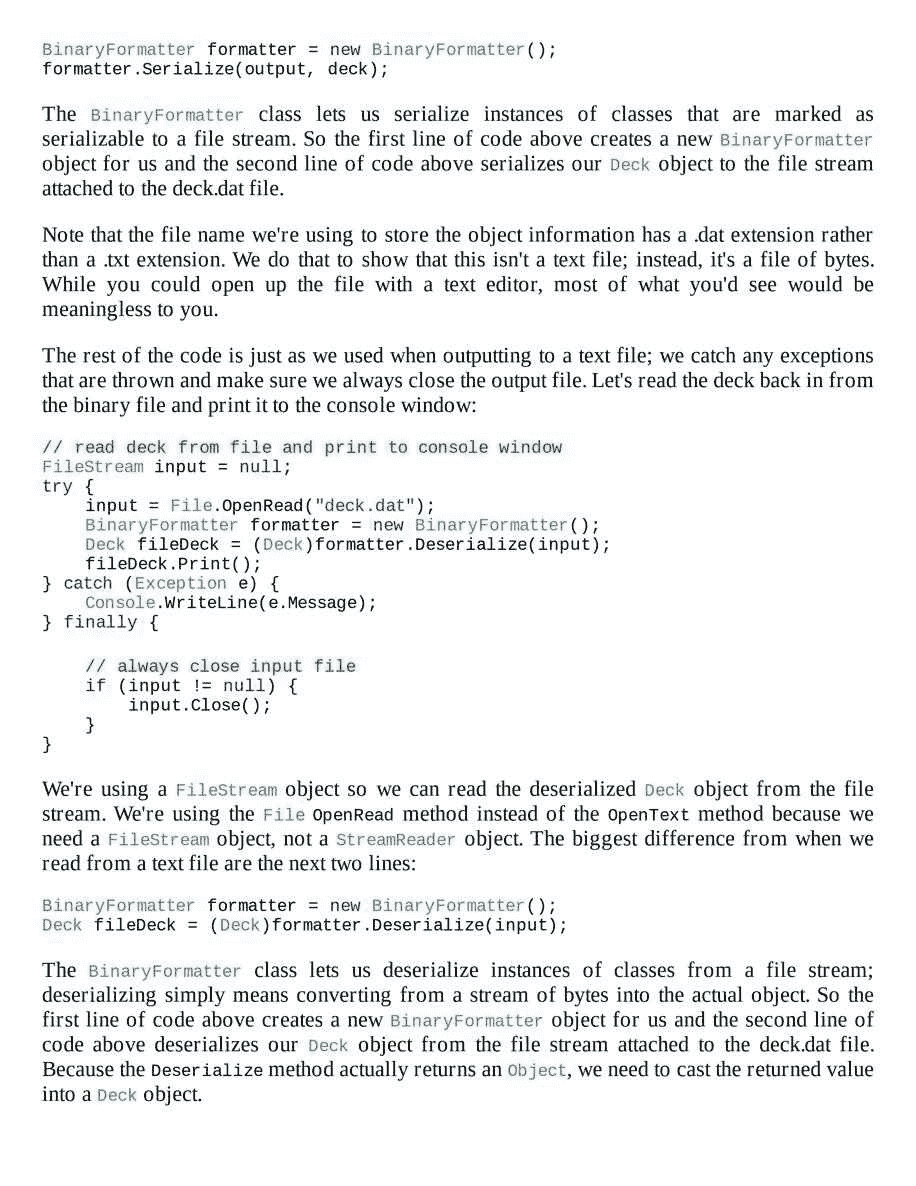 BinaryFormatter formatter = new BinaryFormatter();
formatter.Serialize(output, deck);
The BinaryFormatter class lets us serialize instances of classes that are marked as
serializable to a file stream. So the first line of code above creates a new BinaryFormatter
object for us and the second line of code above serializes our Deck object to the file stream
attached to the deck.dat file.
Note that the file name we're using to store the object information has a .dat extension rather
than a .txt extension. We do that to show that this isn't a text file; instead, it's a file of bytes.
While you could open up the file with a text editor, most of what you'd see would be
meaningless to you.
The rest of the code is just as we used when outputting to a text file; we catch any exceptions
that are thrown and make sure we always close the output file. Let's read the deck back in from
the binary file and print it to the console window:
// read deck from file and print to console window
FileStream input = null;
try {
    input = File.OpenRead("deck.dat");
    BinaryFormatter formatter = new BinaryFormatter();
    Deck fileDeck = (Deck)formatter.Deserialize(input);
    fileDeck.Print();
} catch (Exception e) {
    Console.WriteLine(e.Message);
} finally {
    // always close input file
    if (input != null) {
        input.Close();
    }
}
We're using a FileStream object so we can read the deserialized Deck object from the file
stream. We're using the File OpenRead method instead of the OpenText method because we
need a FileStream object, not a StreamReader object. The biggest difference from when we
read from a text file are the next two lines:
BinaryFormatter formatter = new BinaryFormatter();
Deck fileDeck = (Deck)formatter.Deserialize(input);
The BinaryFormatter class lets us deserialize instances of classes from a file stream;
deserializing simply means converting from a stream of bytes into the actual object. So the
first line of code above creates a new BinaryFormatter object for us and the second line of
code above deserializes our Deck object from the file stream attached to the deck.dat file.
Because the Deserialize method actually returns an Object, we need to cast the returned value
into a Deck object.